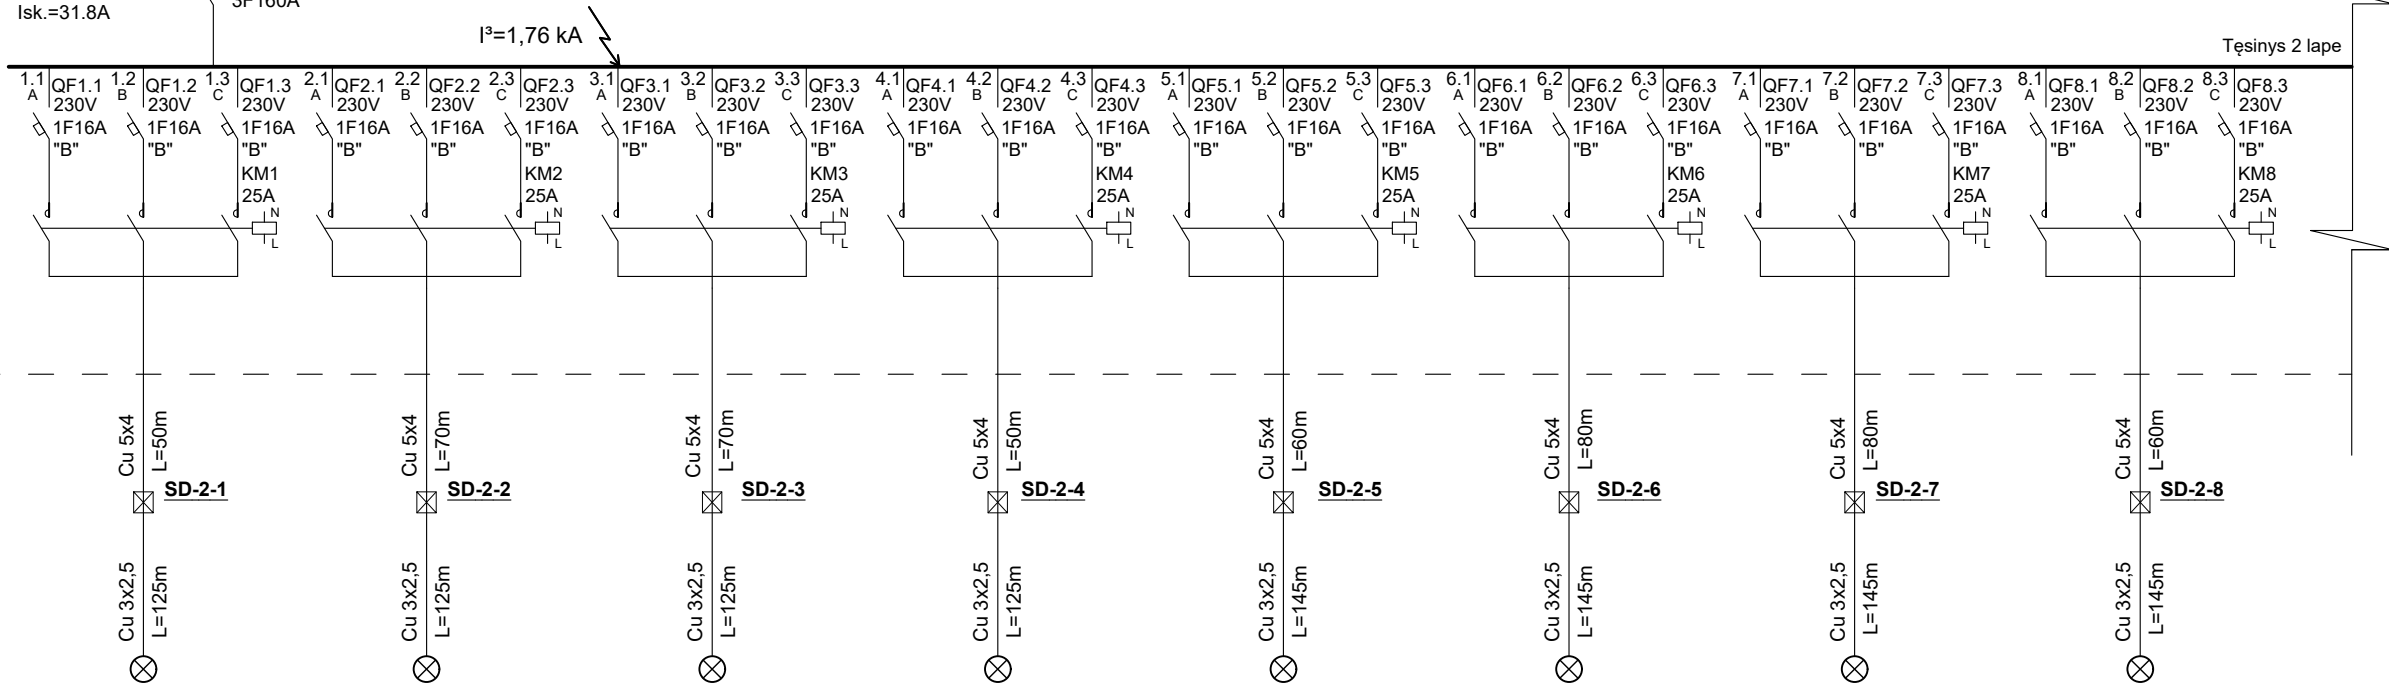 Isk.=31.8A
3P160A
I³=1,76 kA
Tęsinys 2 lape
1.1 QF1.1 1.2 QF1.2 1.3 QF1.3 2.1 QF2.1 2.2 QF2.2 2.3 QF2.3 3.1 QF3.1 3.2 QF3.2 3.3 QF3.3 4.1 QF4.1 4.2 QF4.2 4.3 QF4.3 5.1 QF5.1 5.2 QF5.2 5.3 QF5.3 6.1 QF6.1 6.2 QF6.2 6.3 QF6.3 7.1 QF7.1 7.2 QF7.2 7.3 QF7.3 8.1 QF8.1 8.2 QF8.2 8.3 QF8.3
A 230V B 230V C 230V A 230V B 230V C 230V A 230V B 230V C 230V A 230V B 230V C 230V A 230V B 230V C 230V A 230V B 230V C 230V A 230V B 230V C 230V A 230V B 230V C 230V
1F16A 1F16A 1F16A 1F16A 1F16A 1F16A 1F16A 1F16A 1F16A 1F16A 1F16A 1F16A 1F16A 1F16A 1F16A 1F16A 1F16A 1F16A 1F16A 1F16A 1F16A 1F16A 1F16A 1F16A
"B" "B" "B" "B" "B" "B" "B" "B" "B" "B" "B" "B" "B" "B" "B" "B" "B" "B" "B" "B" "B" "B" "B" "B"
KM1 KM2 KM3 KM4 KM5 KM6 KM7 KM8
25A 25A 25A 25A 25A 25A 25A 25A
N N N N N N N N
L L L L L L L L
Cu 5x4 L=50m Cu 5x4 L=70m Cu 5x4 L=70m Cu 5x4 L=50m Cu 5x4 L=60m Cu 5x4 L=80m Cu 5x4 L=80m Cu 5x4 L=60m
SD-2-1 SD-2-2 SD-2-3 SD-2-4 SD-2-5 SD-2-6 SD-2-7 SD-2-8
Cu 3x2,5 L=125m Cu 3x2,5 L=125m Cu 3x2,5 L=125m Cu 3x2,5 L=125m Cu 3x2,5 L=145m Cu 3x2,5 L=145m Cu 3x2,5 L=145m Cu 3x2,5 L=145m